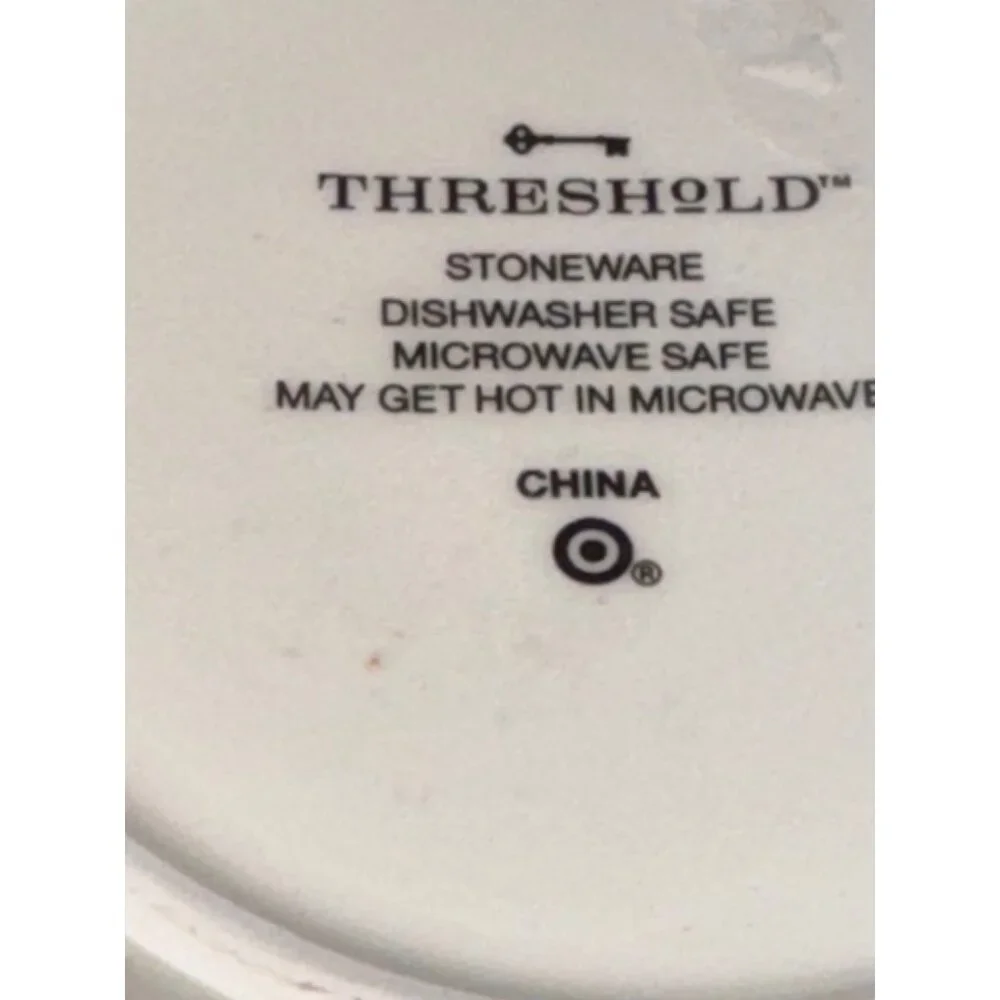 THRESHOLD™
STONEWARE
DISHWASHER SAFE
MICROWAVE SAFE
MAY GET HOT IN MICROWAVE
CHINA
®